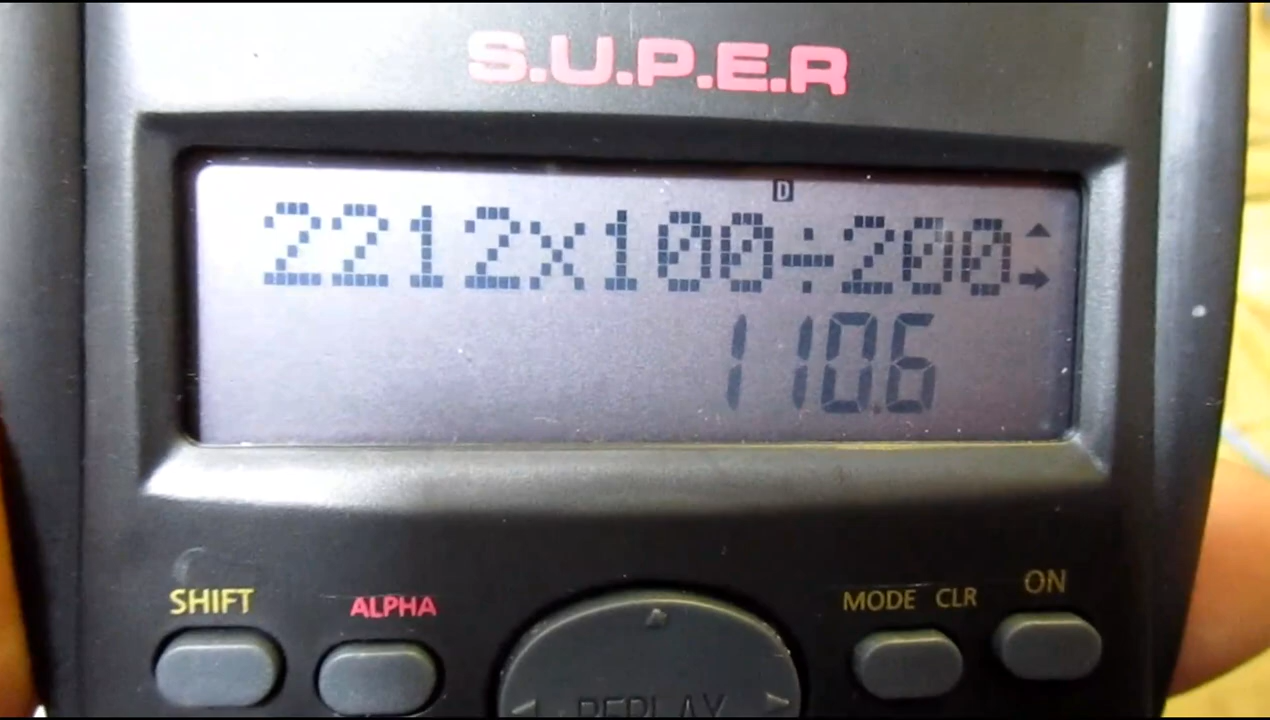 S.U.P.E.R
D
2212x100÷200
110.6
SHIFT ALPHA MODE CLR ON
REPLAY